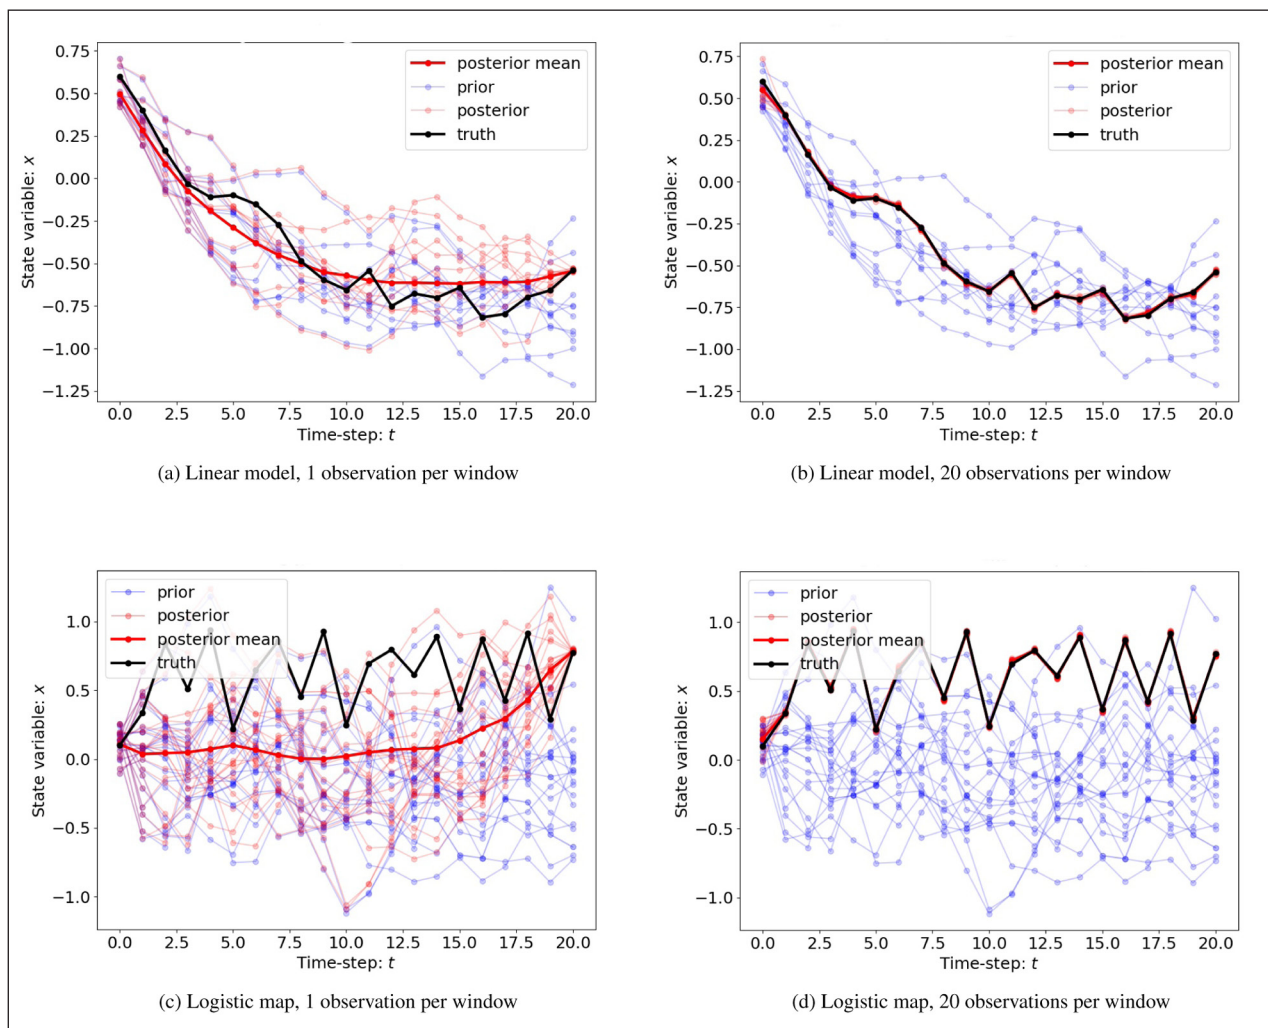 0.75
0.50
0.25
0.00
−0.25
−0.50
−0.75
−1.00
−1.25
State variable: x
posterior mean
prior
posterior
truth
0.0 2.5 5.0 7.5 10.0 12.5 15.0 17.5 20.0
Time-step: t
(a) Linear model, 1 observation per window
0.75
0.50
0.25
0.00
−0.25
−0.50
−0.75
−1.00
−1.25
State variable: x
posterior mean
prior
posterior
truth
0.0 2.5 5.0 7.5 10.0 12.5 15.0 17.5 20.0
Time-step: t
(b) Linear model, 20 observations per window
1.0
0.5
0.0
−0.5
−1.0
State variable: x
prior
posterior
posterior mean
truth
0.0 2.5 5.0 7.5 10.0 12.5 15.0 17.5 20.0
Time-step: t
(c) Logistic map, 1 observation per window
1.0
0.5
0.0
−0.5
−1.0
State variable: x
prior
posterior
posterior mean
truth
0.0 2.5 5.0 7.5 10.0 12.5 15.0 17.5 20.0
Time-step: t
(d) Logistic map, 20 observations per window